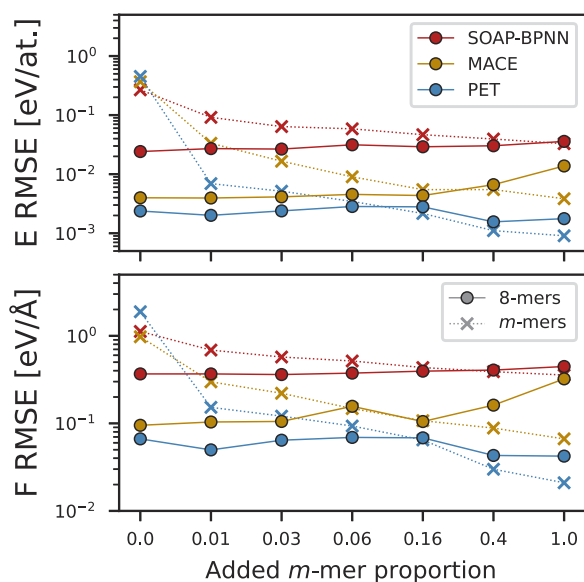 E RMSE [eV/at.]
10⁰
10⁻¹
10⁻²
10⁻³
SOAP-BPNN
MACE
PET
F RMSE [eV/Å]
10⁰
10⁻¹
10⁻²
8-mers
m-mers
0.0 0.01 0.03 0.06 0.16 0.4 1.0
Added m-mer proportion